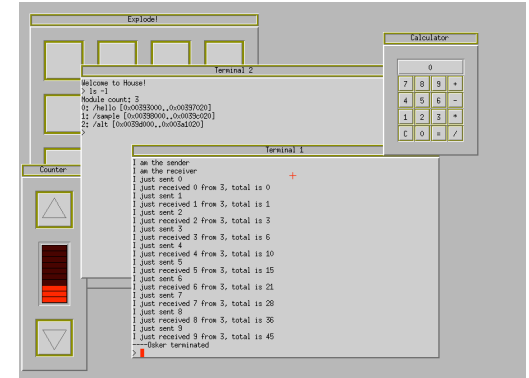 Explode!
Calculator
0
7 8 9 +
4 5 6 -
1 2 3 *
C 0 = /
Terminal 2
Welcome to House!
> ls -l
Module count: 3
0: /hello [0x00393000..0x00397020]
1: /sample [0x00398000..0x0039c020]
2: /alt [0x0039d000..0x003a1020]
>
Counter
Terminal 1
I am the sender
I am the receiver
I just sent 0
I just received 0 from 3, total is 0
I just sent 1
I just received 1 from 3, total is 1
I just sent 2
I just received 2 from 3, total is 3
I just sent 3
I just received 3 from 3, total is 6
I just sent 4
I just received 4 from 3, total is 10
I just sent 5
I just received 5 from 3, total is 15
I just sent 6
I just received 6 from 3, total is 21
I just sent 7
I just received 7 from 3, total is 28
I just sent 8
I just received 8 from 3, total is 36
I just sent 9
I just received 9 from 3, total is 45
----Osker terminated
>